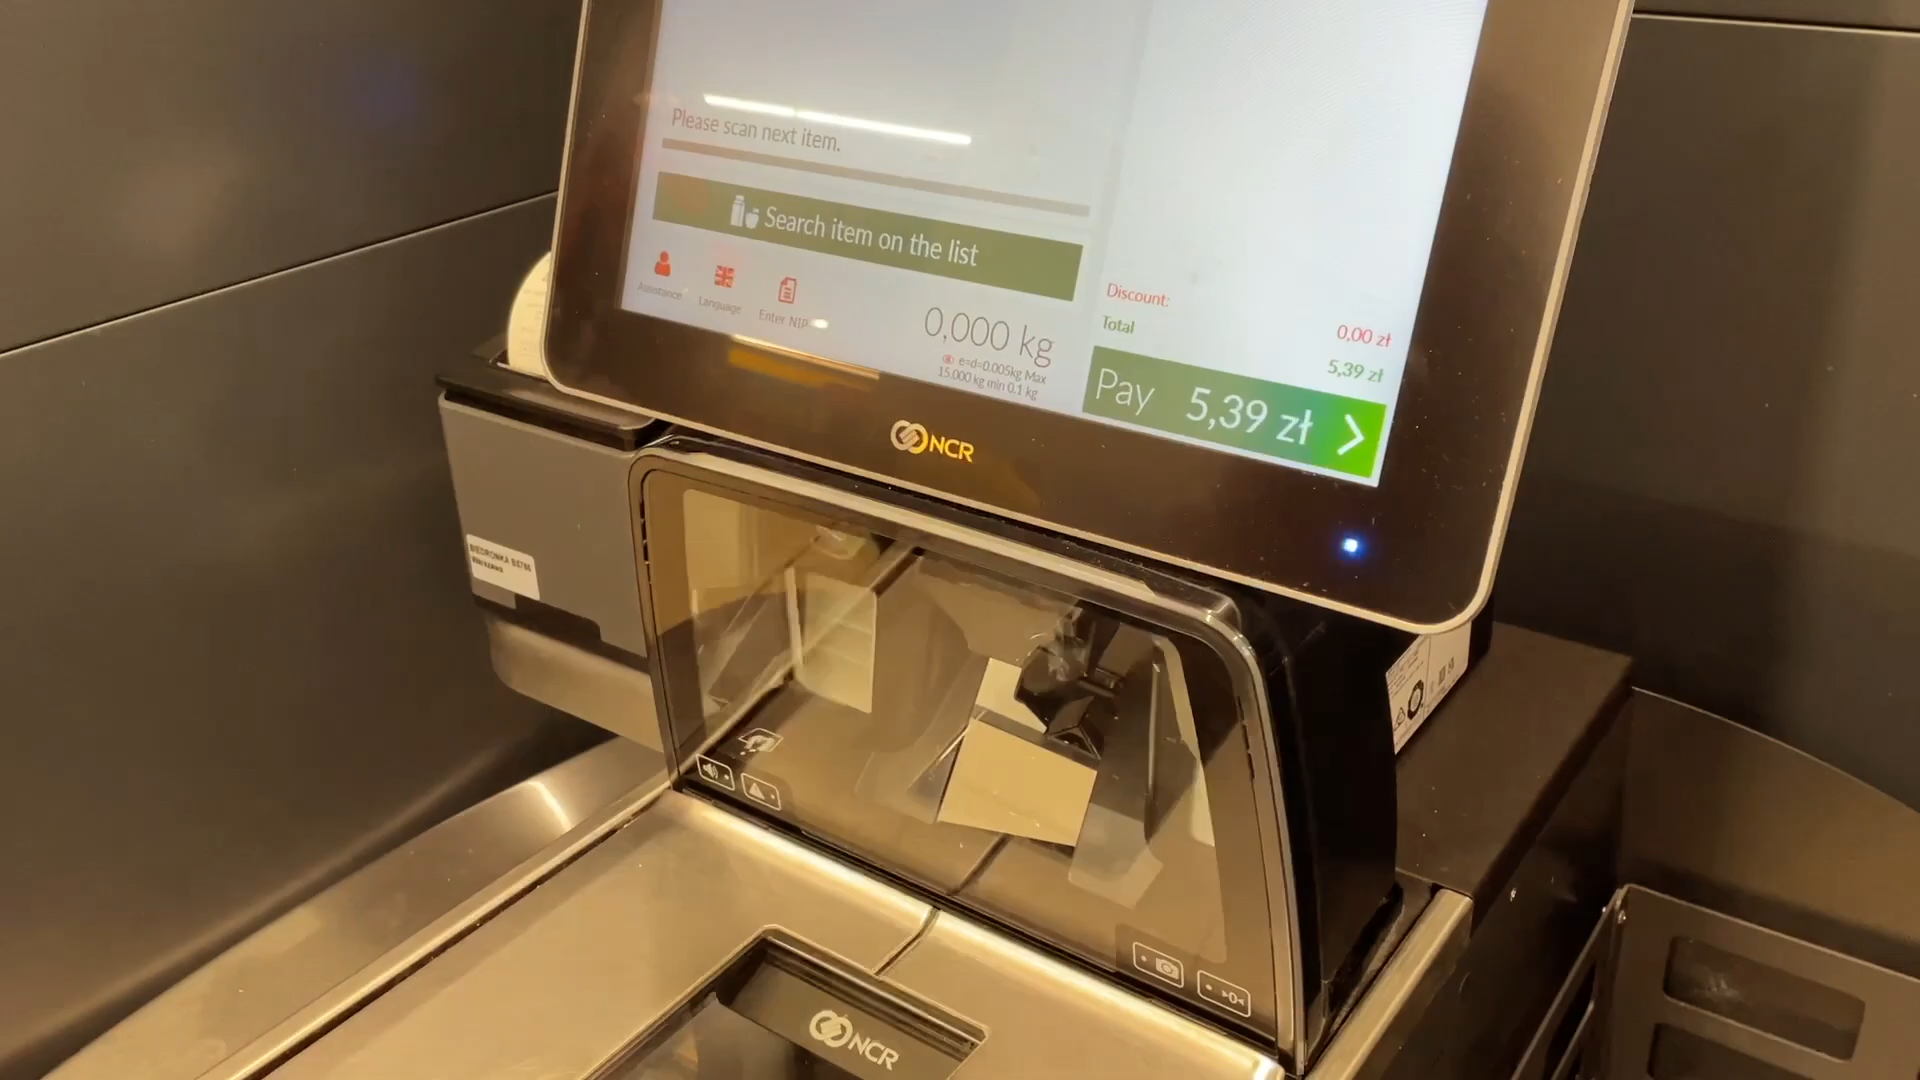 Please scan next item.
Search item on the list
Assistance
Language
Enter NIP
0,000 kg
e=d=0.005kg Max
15.000 kg min 0.1 kg
Discount:
0,00 zł
Total
5,39 zł
Pay 5,39 zł
NCR
BIEDRONKA
NCR